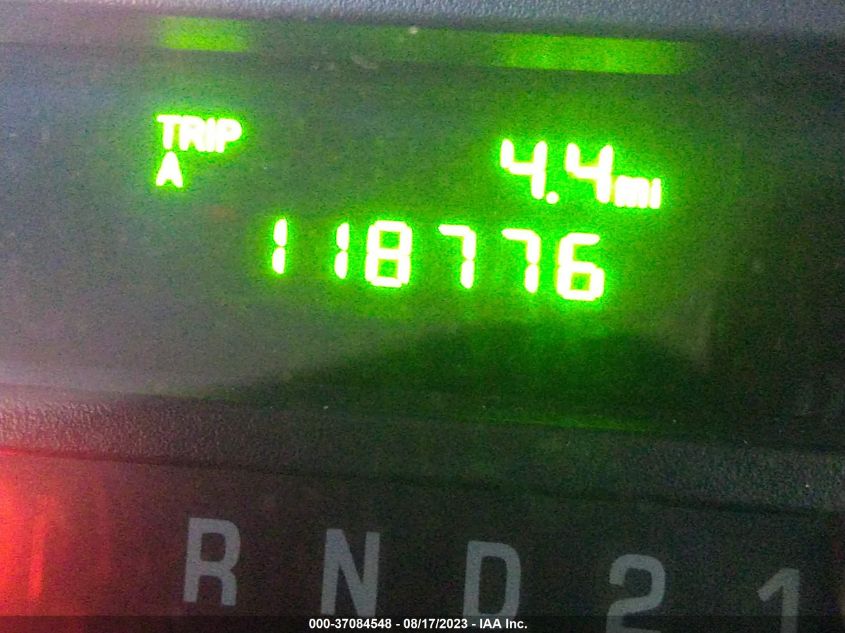 TRIP
A
4.4mi
118776
R N D 2 1
000-37084548 - 08/17/2023 - IAA Inc.